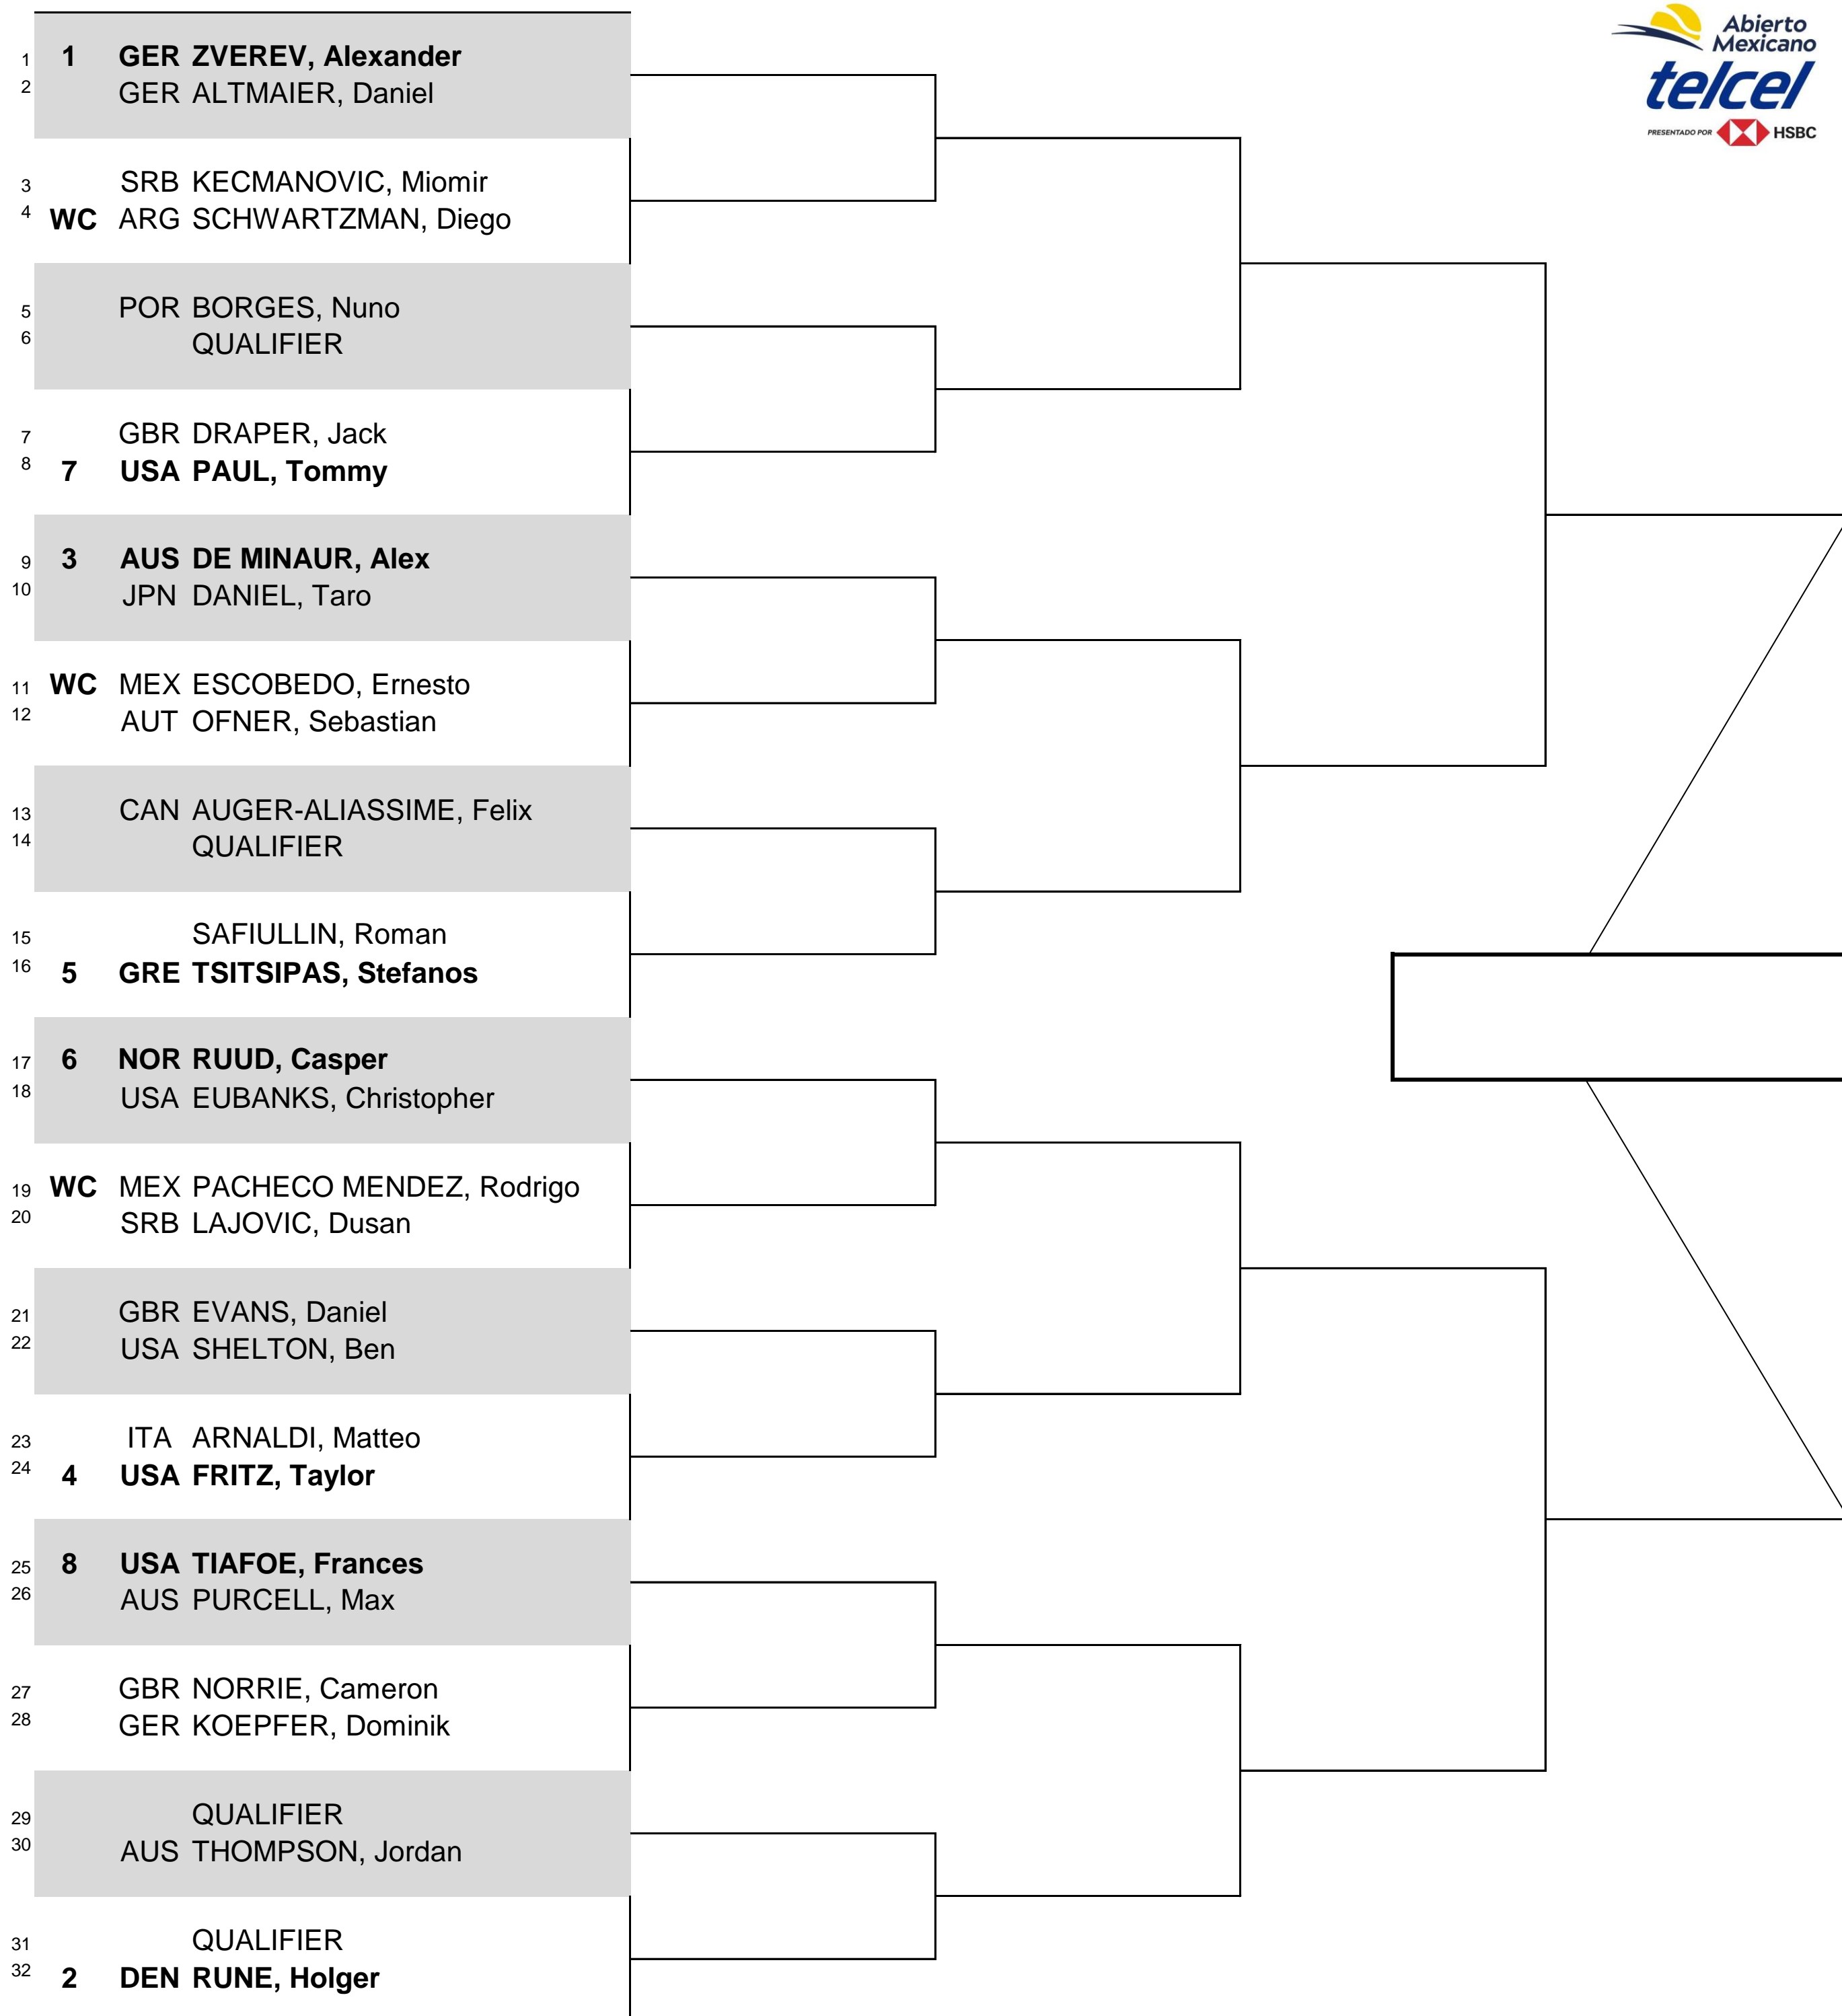 Abierto
Mexicano
telcel
PRESENTADO POR HSBC
1 1 GER ZVEREV, Alexander
2 GER ALTMAIER, Daniel
3 SRB KECMANOVIC, Miomir
4 WC ARG SCHWARTZMAN, Diego
5 POR BORGES, Nuno
6 QUALIFIER
7 GBR DRAPER, Jack
8 7 USA PAUL, Tommy
9 3 AUS DE MINAUR, Alex
10 JPN DANIEL, Taro
11 WC MEX ESCOBEDO, Ernesto
12 AUT OFNER, Sebastian
13 CAN AUGER-ALIASSIME, Felix
14 QUALIFIER
15 SAFIULLIN, Roman
16 5 GRE TSITSIPAS, Stefanos
17 6 NOR RUUD, Casper
18 USA EUBANKS, Christopher
19 WC MEX PACHECO MENDEZ, Rodrigo
20 SRB LAJOVIC, Dusan
21 GBR EVANS, Daniel
22 USA SHELTON, Ben
23 ITA ARNALDI, Matteo
24 4 USA FRITZ, Taylor
25 8 USA TIAFOE, Frances
26 AUS PURCELL, Max
27 GBR NORRIE, Cameron
28 GER KOEPFER, Dominik
29 QUALIFIER
30 AUS THOMPSON, Jordan
31 QUALIFIER
32 2 DEN RUNE, Holger